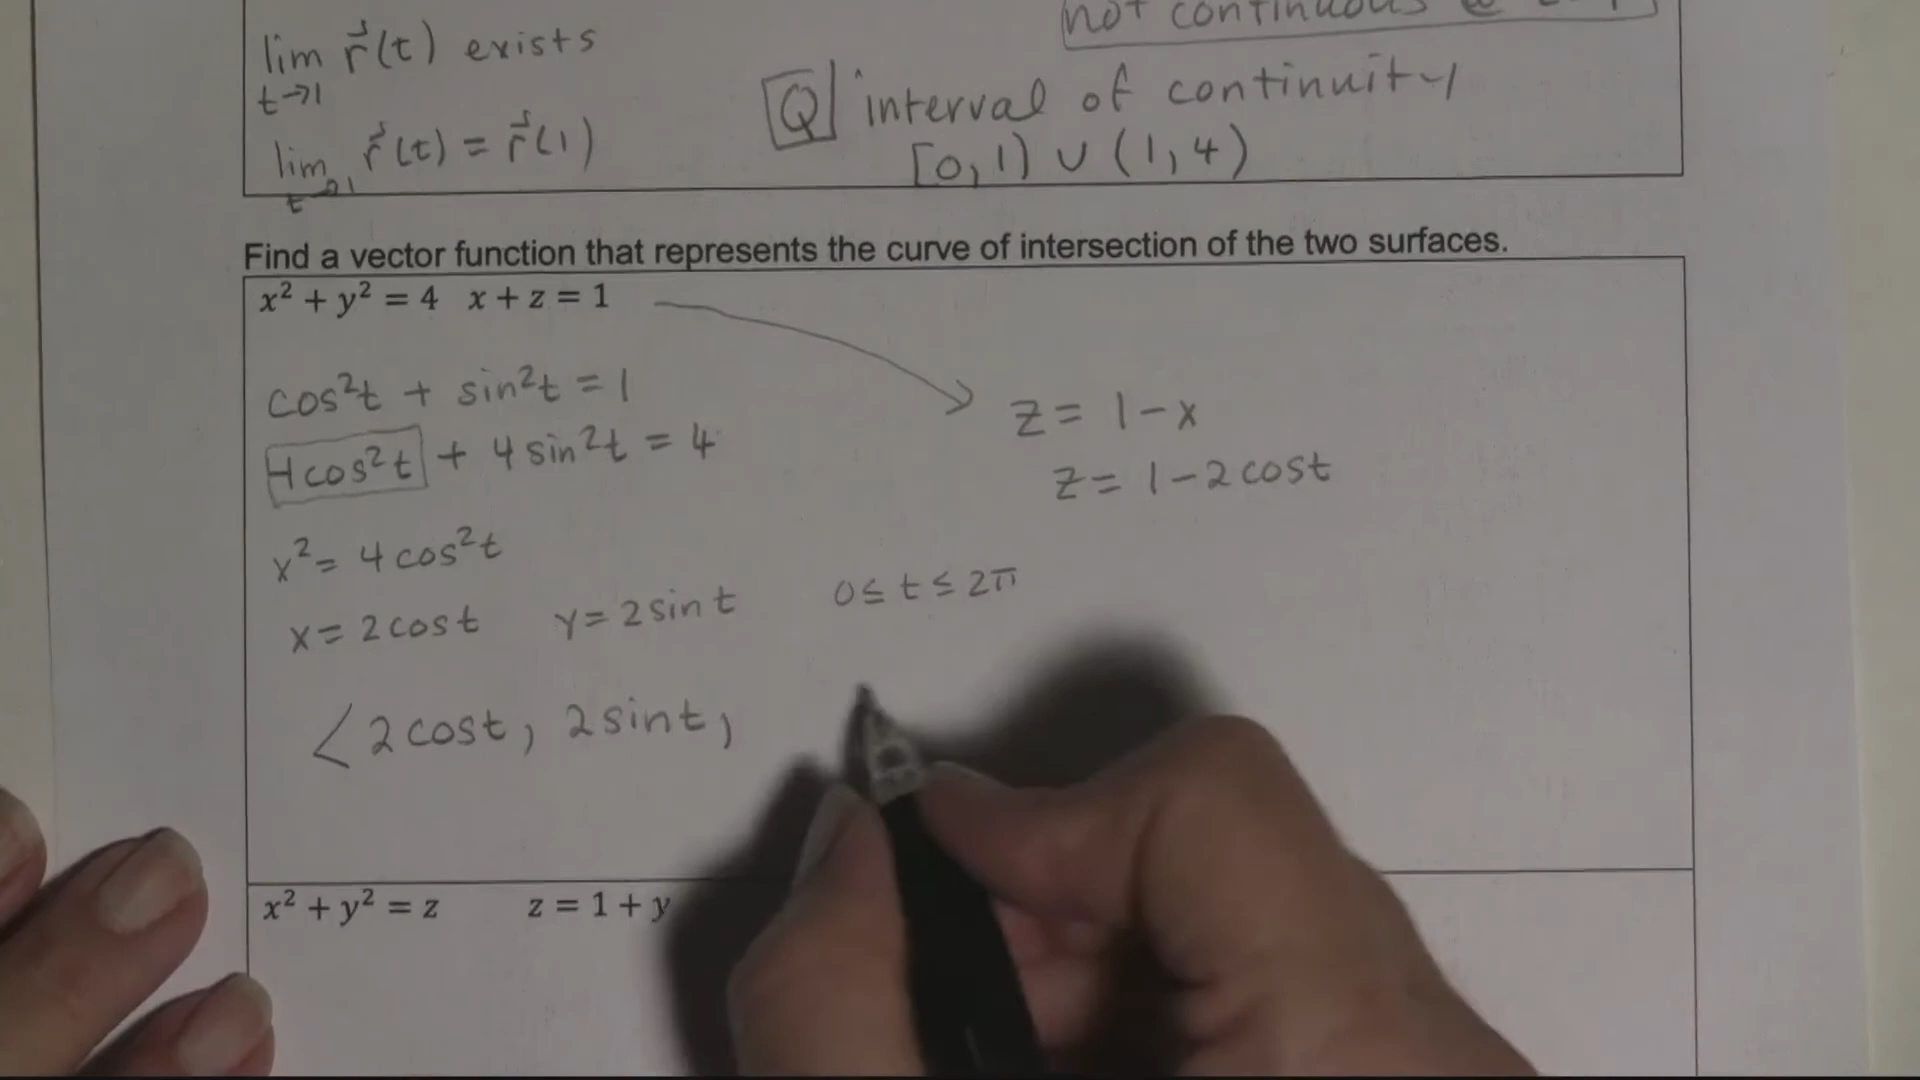 not continuous @
lim r⃗(t) exists
t→1
Q interval of continuity
lim r⃗(t) = r⃗(1)
t→1
[0,1) ∪ (1,4)
Find a vector function that represents the curve of intersection of the two surfaces.
x² + y² = 4 x + z = 1
cos²t + sin²t = 1
z = 1-x
4cos²t + 4sin²t = 4
z = 1-2cost
x² = 4cos²t
x = 2cost y = 2sint 0 ≤ t ≤ 2π
<2cost, 2sint,
x² + y² = z z = 1 + y